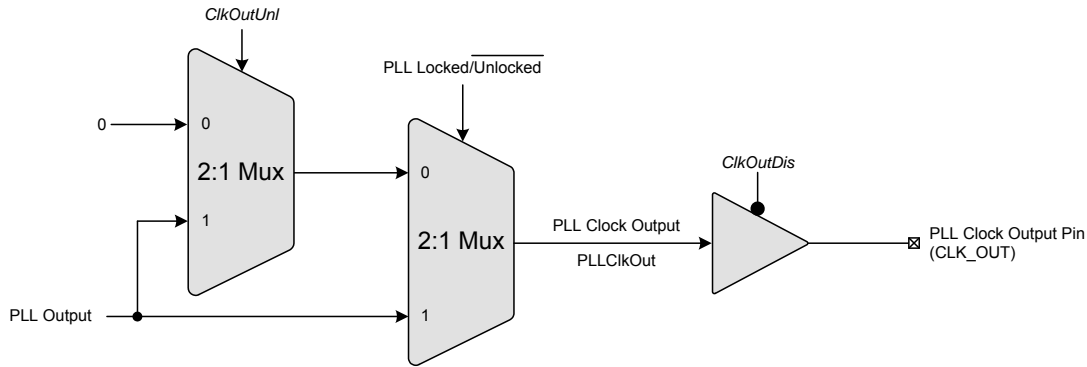 ClkOutUnl
PLL Locked/Unlocked
0
0
2:1 Mux
1
0
2:1 Mux
1
ClkOutDis
PLL Clock Output
PLLClkOut
PLL Clock Output Pin
(CLK_OUT)
PLL Output